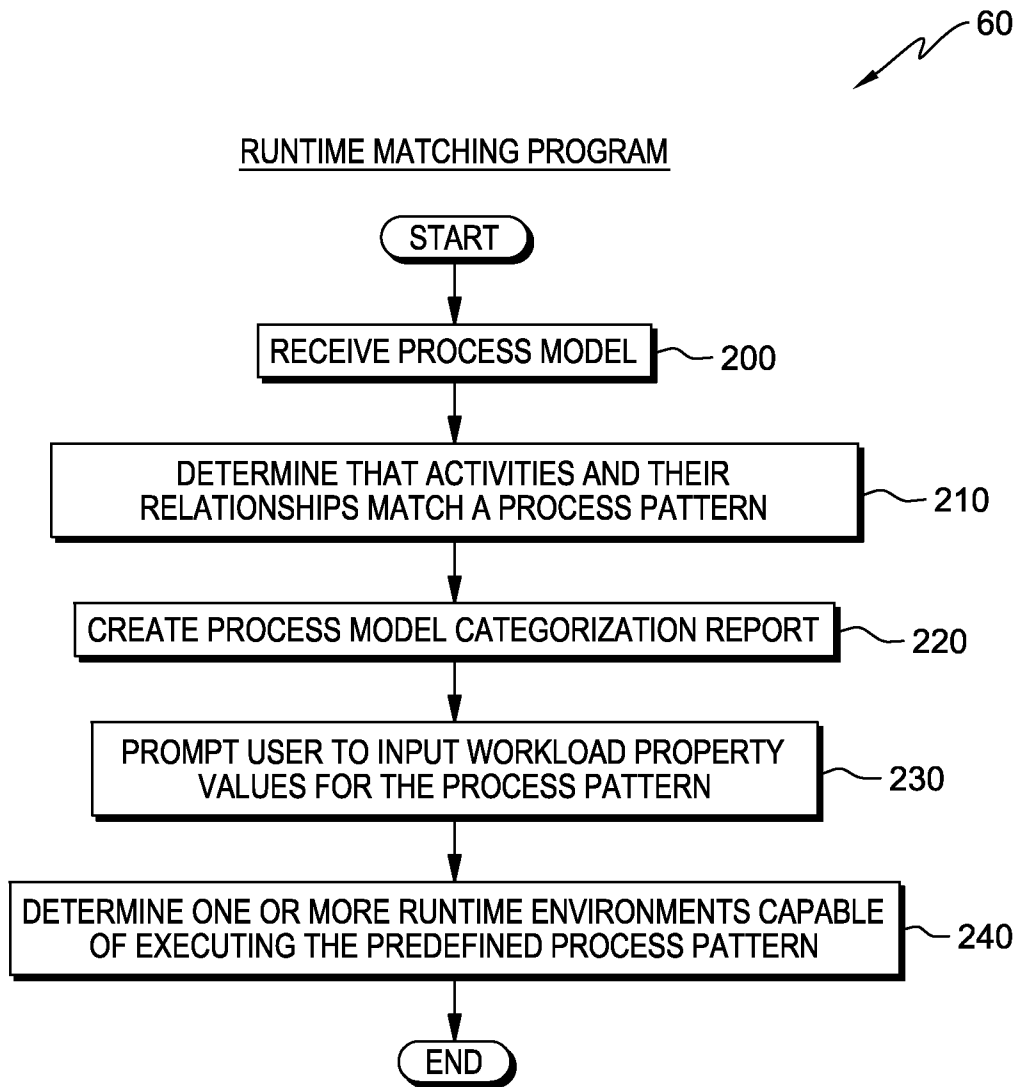 60
RUNTIME MATCHING PROGRAM
START
RECEIVE PROCESS MODEL
200
DETERMINE THAT ACTIVITIES AND THEIR
RELATIONSHIPS MATCH A PROCESS PATTERN
210
CREATE PROCESS MODEL CATEGORIZATION REPORT
220
PROMPT USER TO INPUT WORKLOAD PROPERTY
VALUES FOR THE PROCESS PATTERN
230
DETERMINE ONE OR MORE RUNTIME ENVIRONMENTS CAPABLE
OF EXECUTING THE PREDEFINED PROCESS PATTERN
240
END